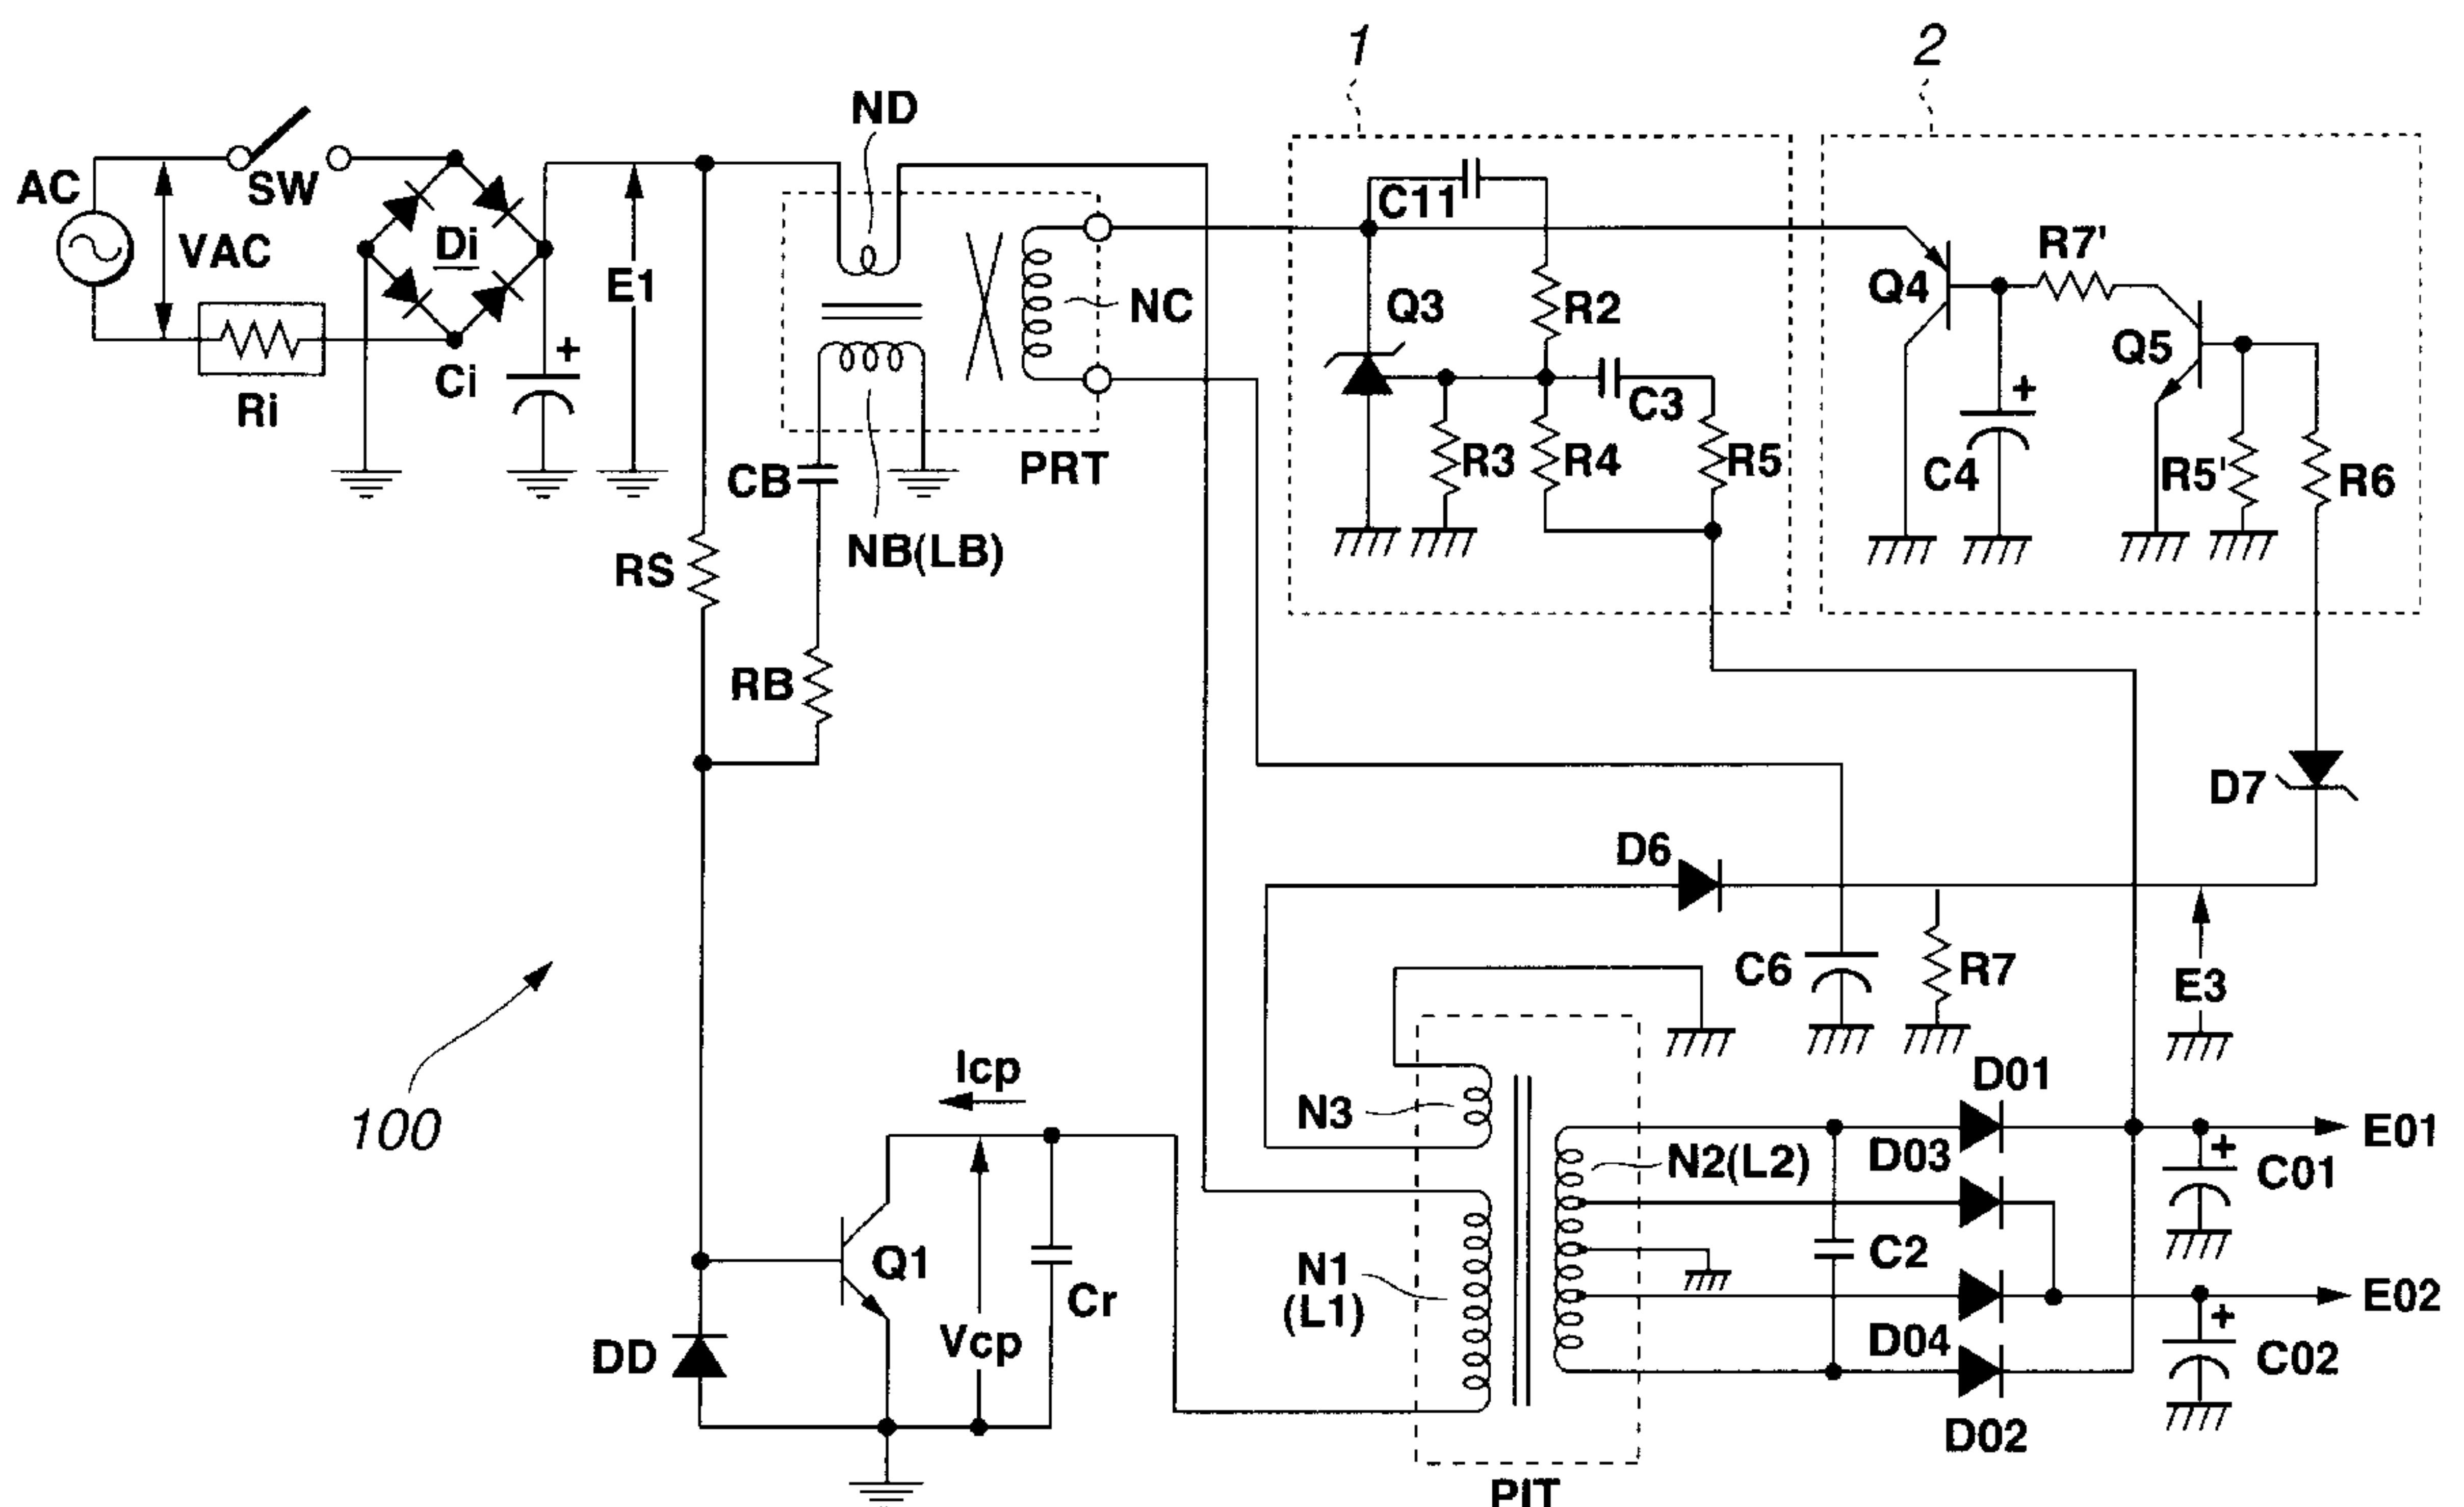 1
2
ND
AC
SW
C11
R7'
VAC
Di
E1
NC
Q3
R2
Q4
Q5
+
Ci
Ri
C3
+
PRT
CB
R3
R4
R5
C4
R5'
R6
NB(LB)
RS
RB
D7
D6
C6
R7
E3
Icp
100
N3
D01
E01
+
C01
D03
N2(L2)
Q1
C2
N1
(L1)
Cr
E02
+
Vcp
D04
DD
C02
D02
PIT